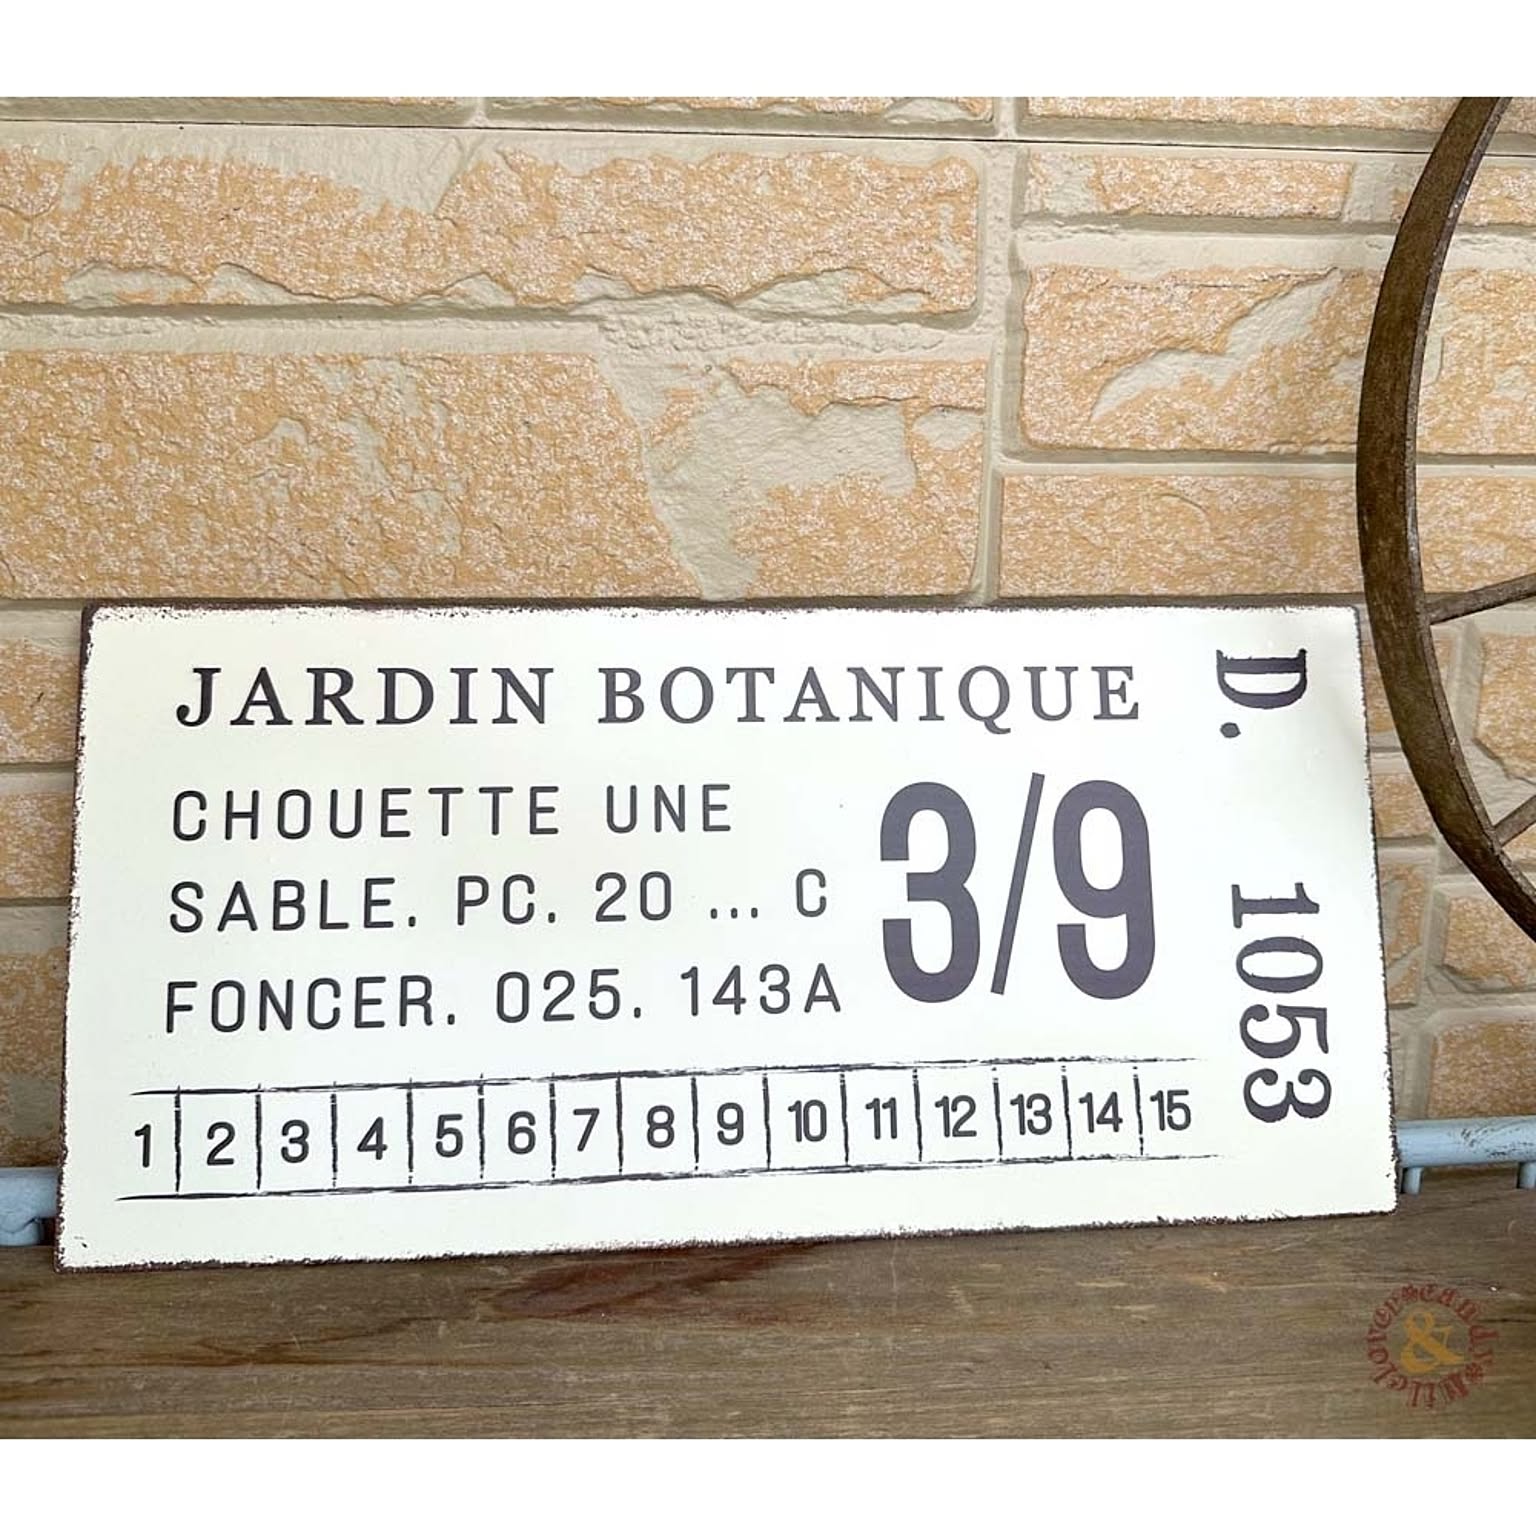 JARDIN BOTANIQUE
CHOUETTE UNE
SABLE. PC. 20 ... C
FONCER. 025. 143A
3/9
1 2 3 4 5 6 7 8 9 10 11 12 13 14 15
D. 1053
&